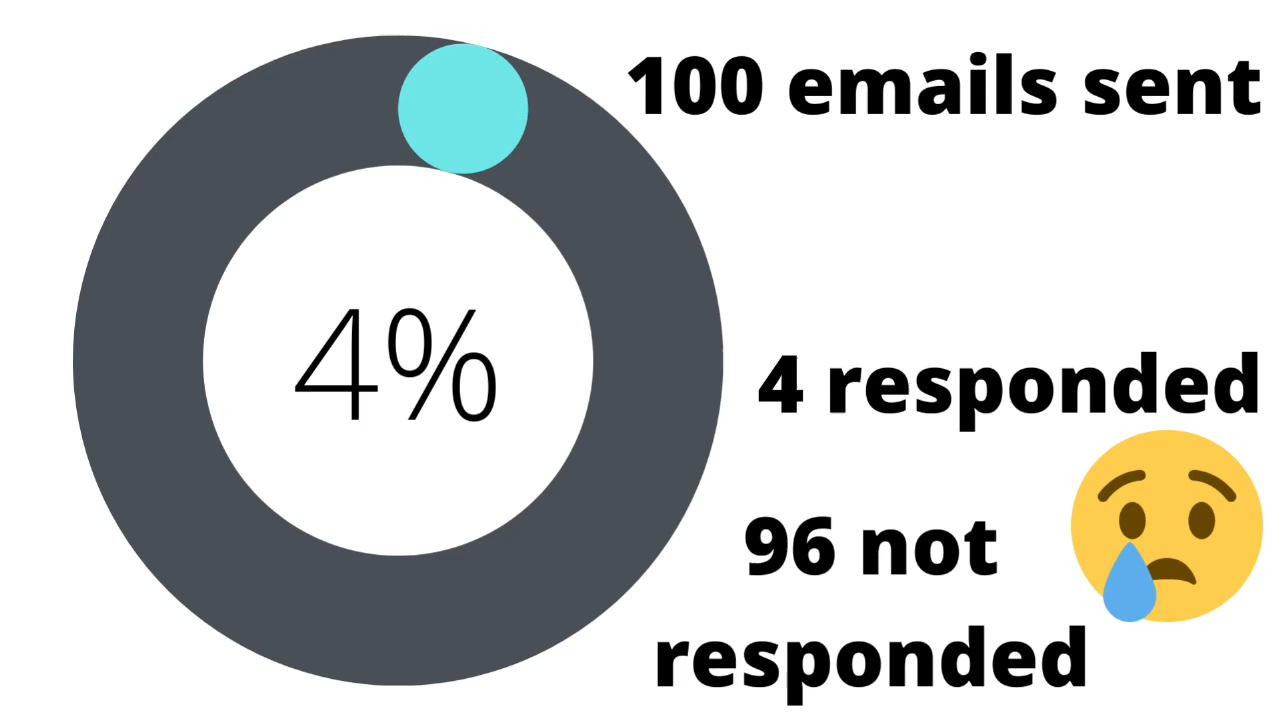 100 emails sent
4%
4 responded
96 not
responded